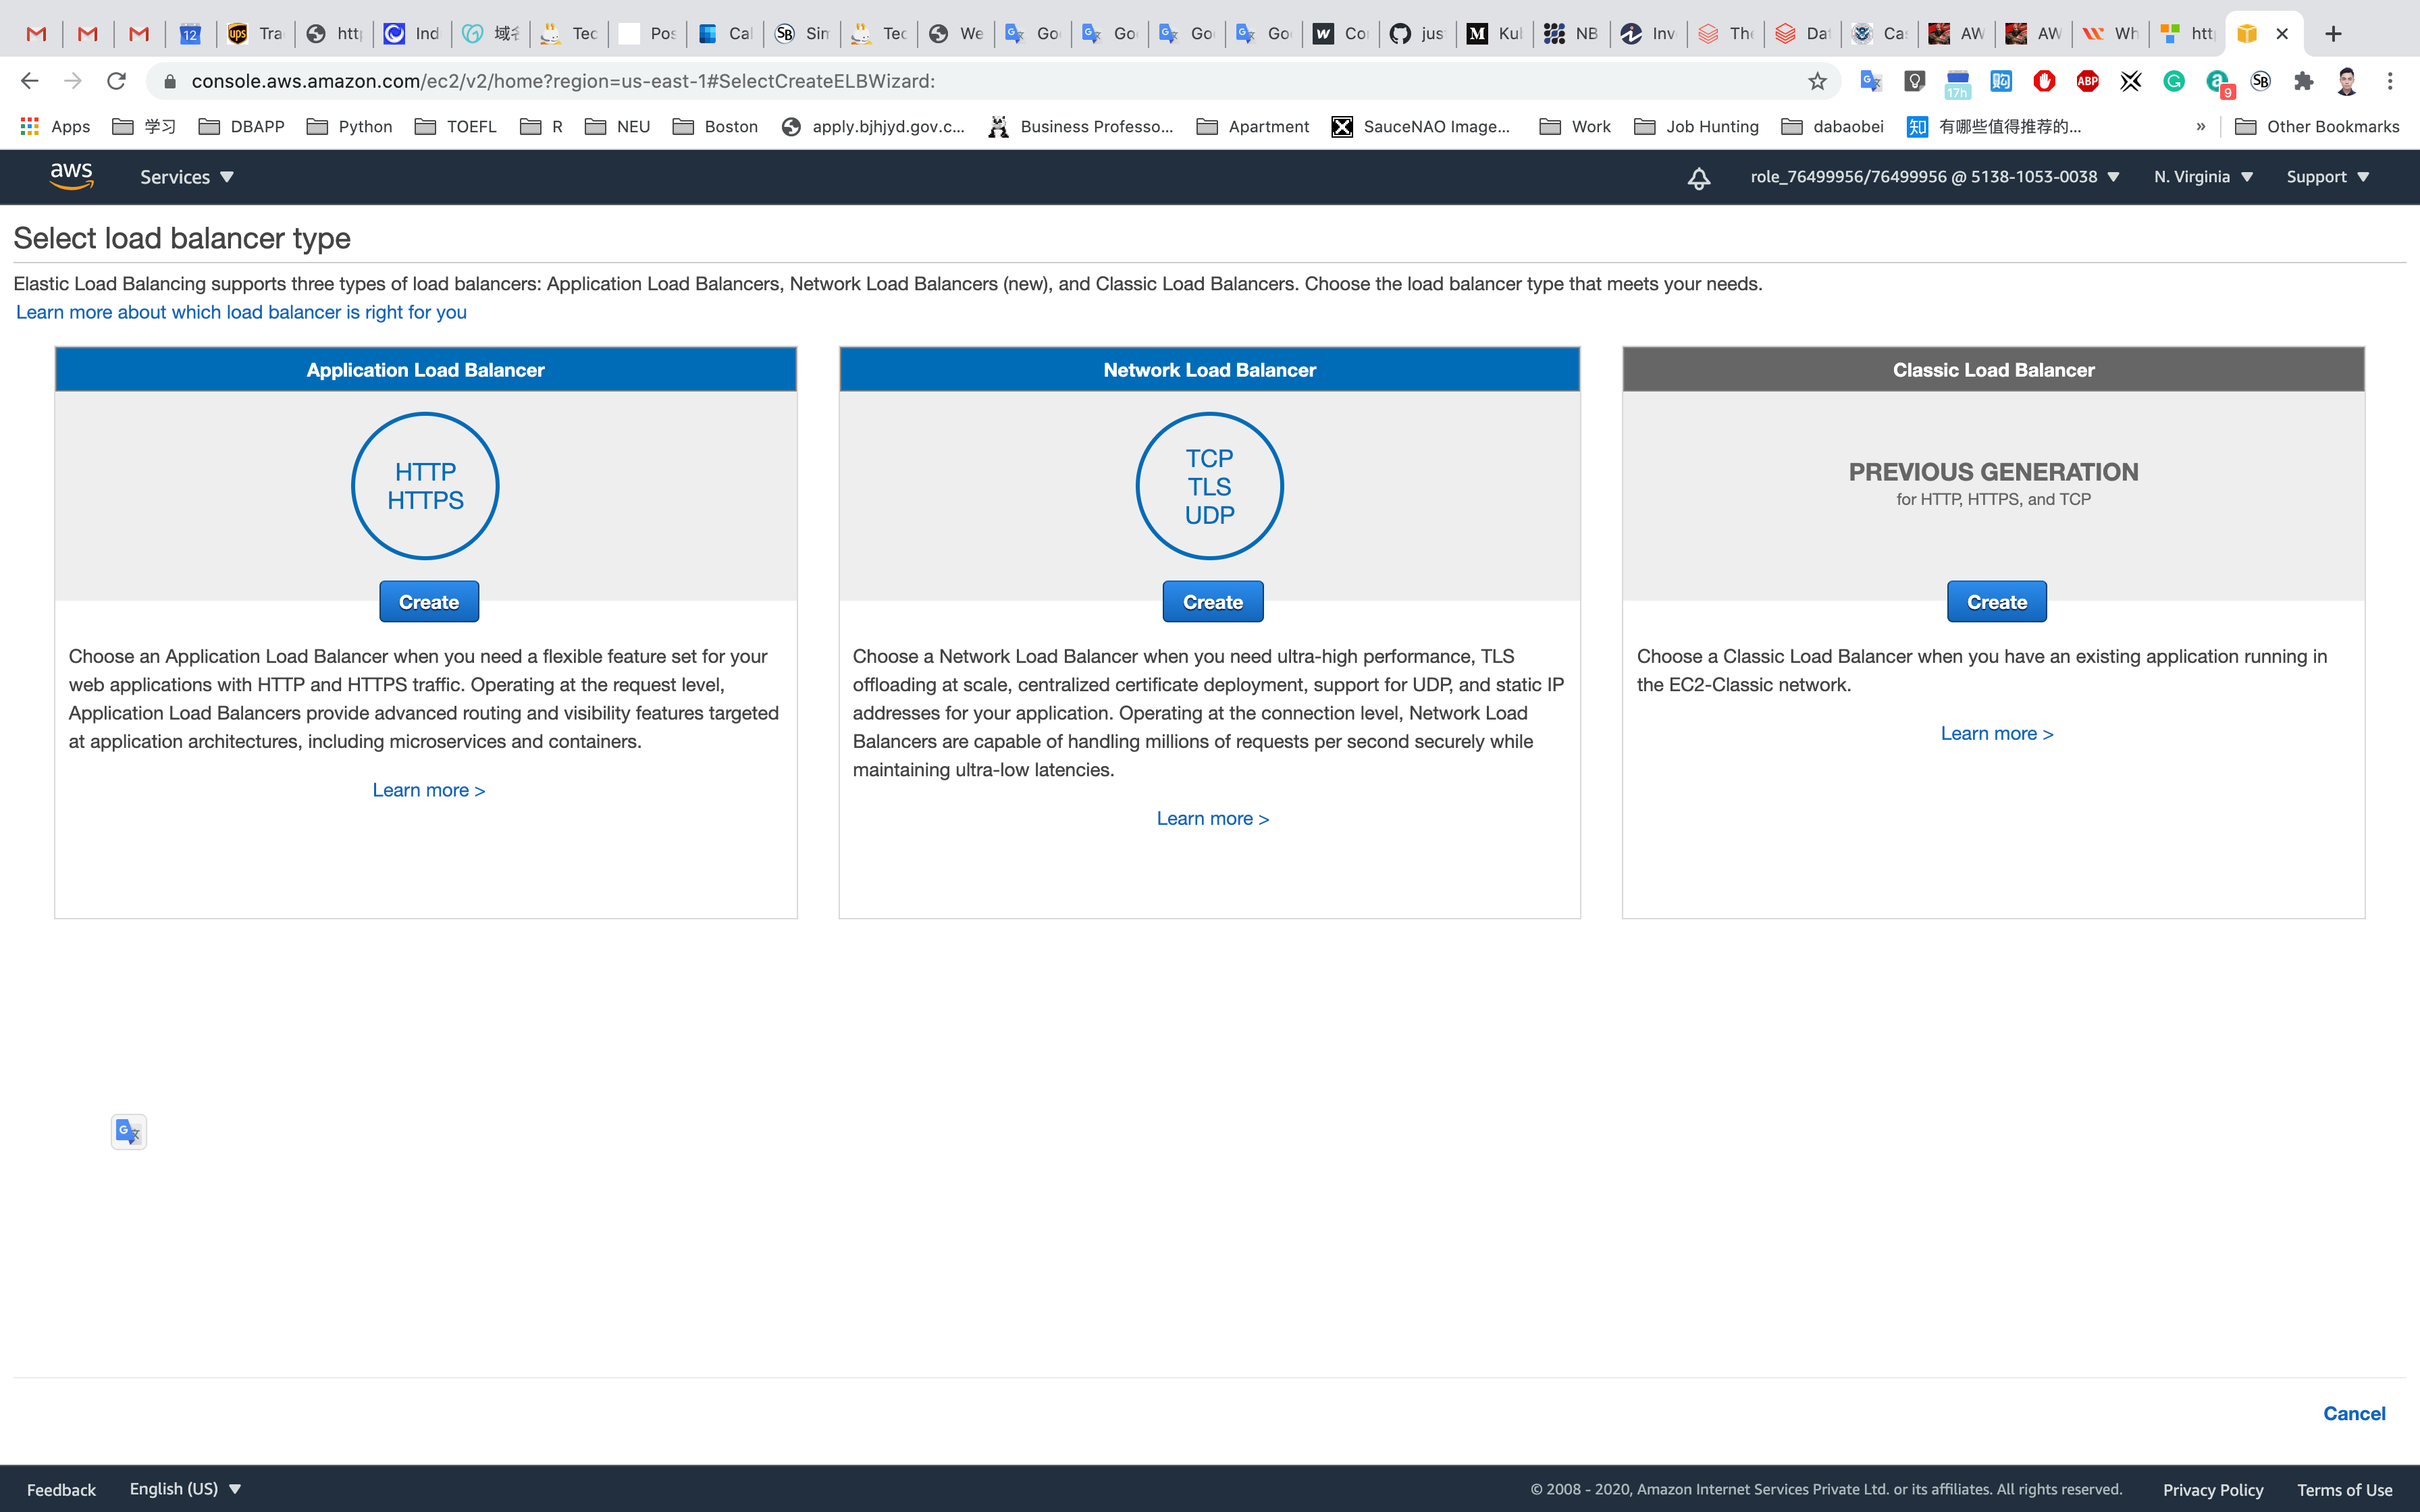 12
Tra
htt
Ind
域名
Tec
Pos
Cal
Sim
Tec
We
Go
Go
Go
Go
Co
jus
Kul
NB
Inv
The
Dat
Cas
AW
AW
Wh
htt
console.aws.amazon.com/ec2/v2/home?region=us-east-1#SelectCreateELBWizard:
17h
ABP
9
Apps
学习
DBAPP
Python
TOEFL
R
NEU
Boston
apply.bjhjyd.gov.c...
Business Professo...
Apartment
SauceNAO Image...
Work
Job Hunting
dabaobei
知 有哪些值得推荐的...
»
Other Bookmarks
aws
Services
role_76499956/76499956 @ 5138-1053-0038
N. Virginia
Support
Select load balancer type
Elastic Load Balancing supports three types of load balancers: Application Load Balancers, Network Load Balancers (new), and Classic Load Balancers. Choose the load balancer type that meets your needs.
Learn more about which load balancer is right for you
Application Load Balancer
HTTP
HTTPS
Create
Choose an Application Load Balancer when you need a flexible feature set for your
web applications with HTTP and HTTPS traffic. Operating at the request level,
Application Load Balancers provide advanced routing and visibility features targeted
at application architectures, including microservices and containers.
Learn more >
Network Load Balancer
TCP
TLS
UDP
Create
Choose a Network Load Balancer when you need ultra-high performance, TLS
offloading at scale, centralized certificate deployment, support for UDP, and static IP
addresses for your application. Operating at the connection level, Network Load
Balancers are capable of handling millions of requests per second securely while
maintaining ultra-low latencies.
Learn more >
Classic Load Balancer
PREVIOUS GENERATION
for HTTP, HTTPS, and TCP
Create
Choose a Classic Load Balancer when you have an existing application running in
the EC2-Classic network.
Learn more >
Cancel
Feedback
English (US)
© 2008 - 2020, Amazon Internet Services Private Ltd. or its affiliates. All rights reserved.
Privacy Policy
Terms of Use